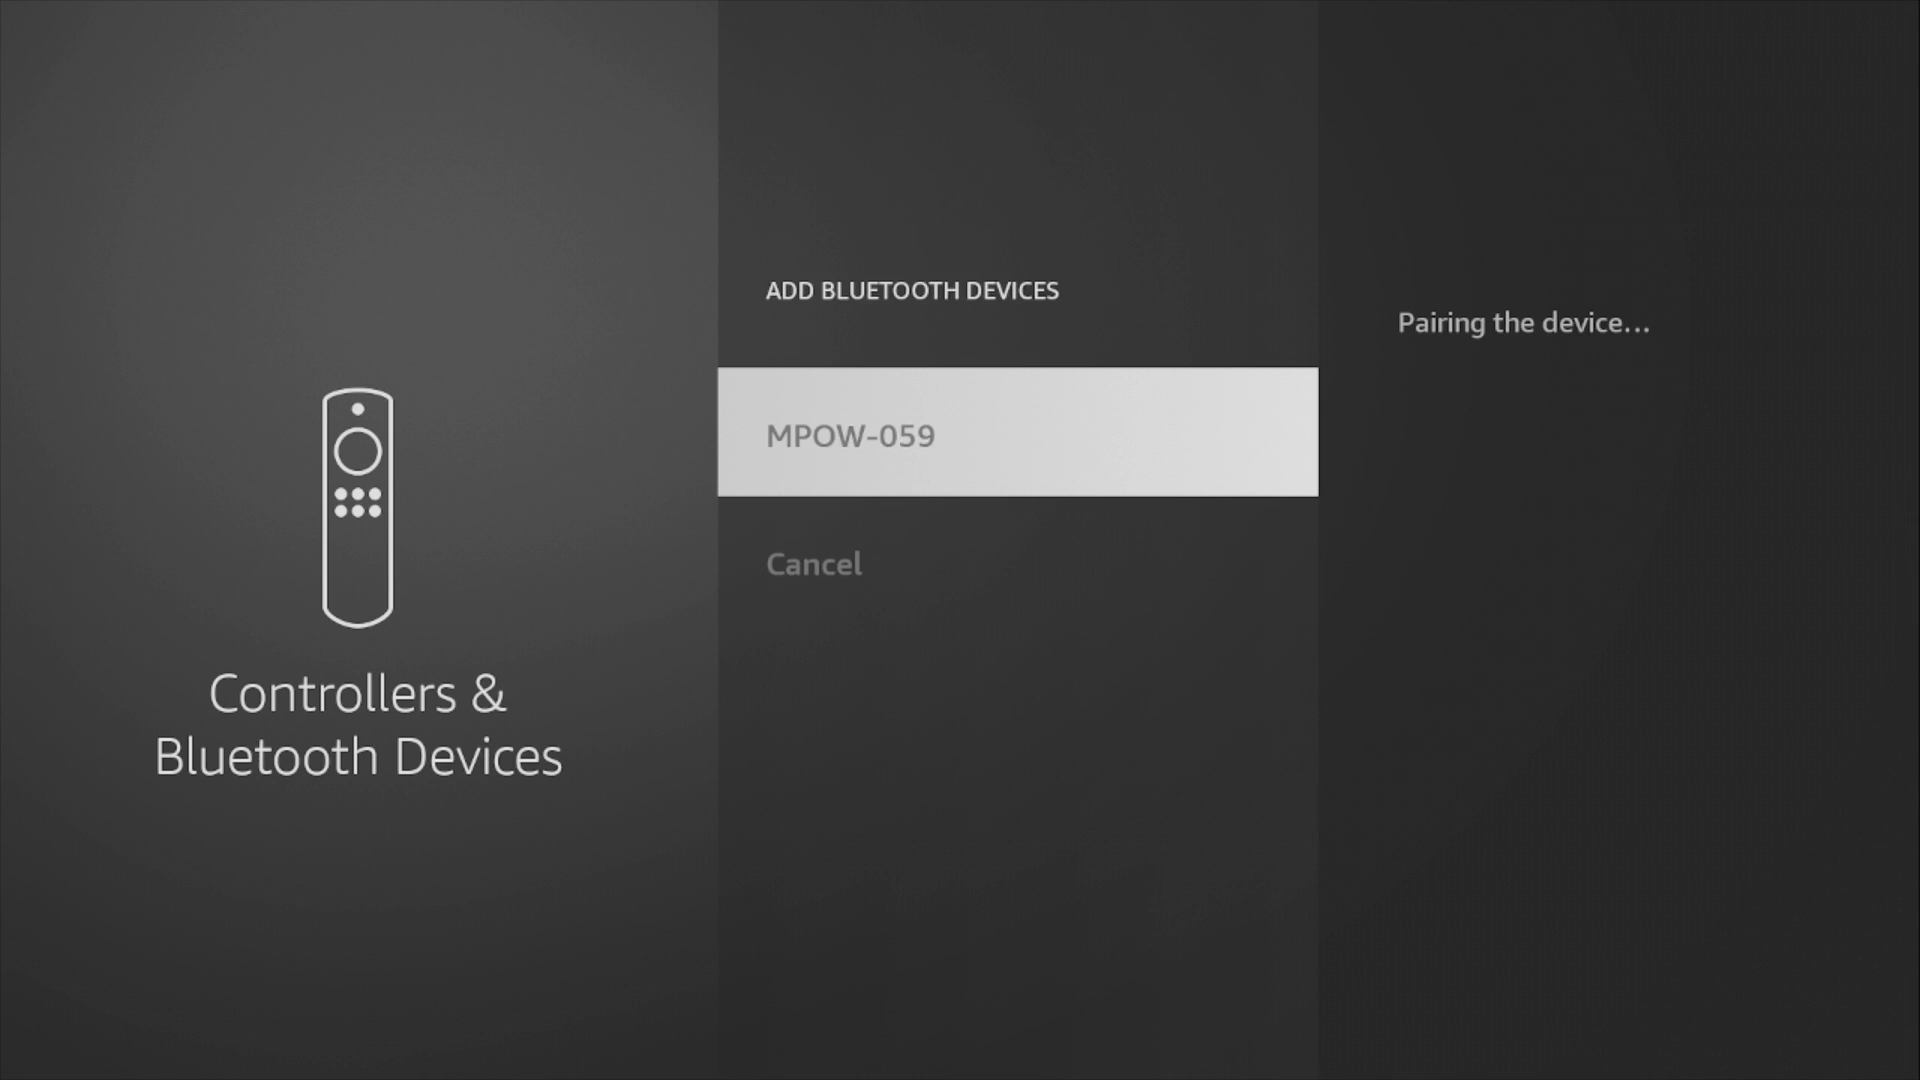 Controllers &
Bluetooth Devices
ADD BLUETOOTH DEVICES
MPOW-059
Cancel
Pairing the device...